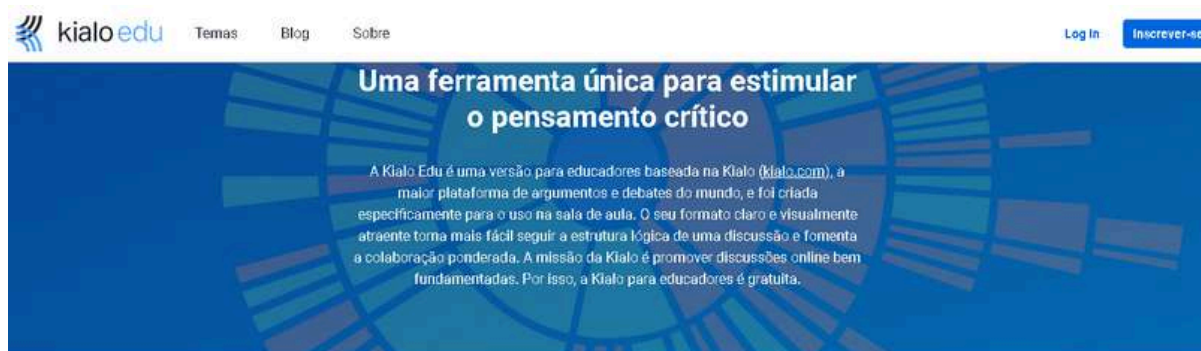 kialo edu Temas Blog Sobre Log In Inscrever-se
Uma ferramenta única para estimular
o pensamento crítico
A Kialo Edu é uma versão para educadores baseada na Kialo (kialo.com), a
maior plataforma de argumentos e debates do mundo, e foi criada
especificamente para o uso na sala de aula. O seu formato claro e visualmente
atraente torna mais fácil seguir a estrutura lógica de uma discussão e fomenta
a colaboração ponderada. A missão da Kialo é promover discussões online bem
fundamentadas. Por isso, a Kialo para educadores é gratuita.